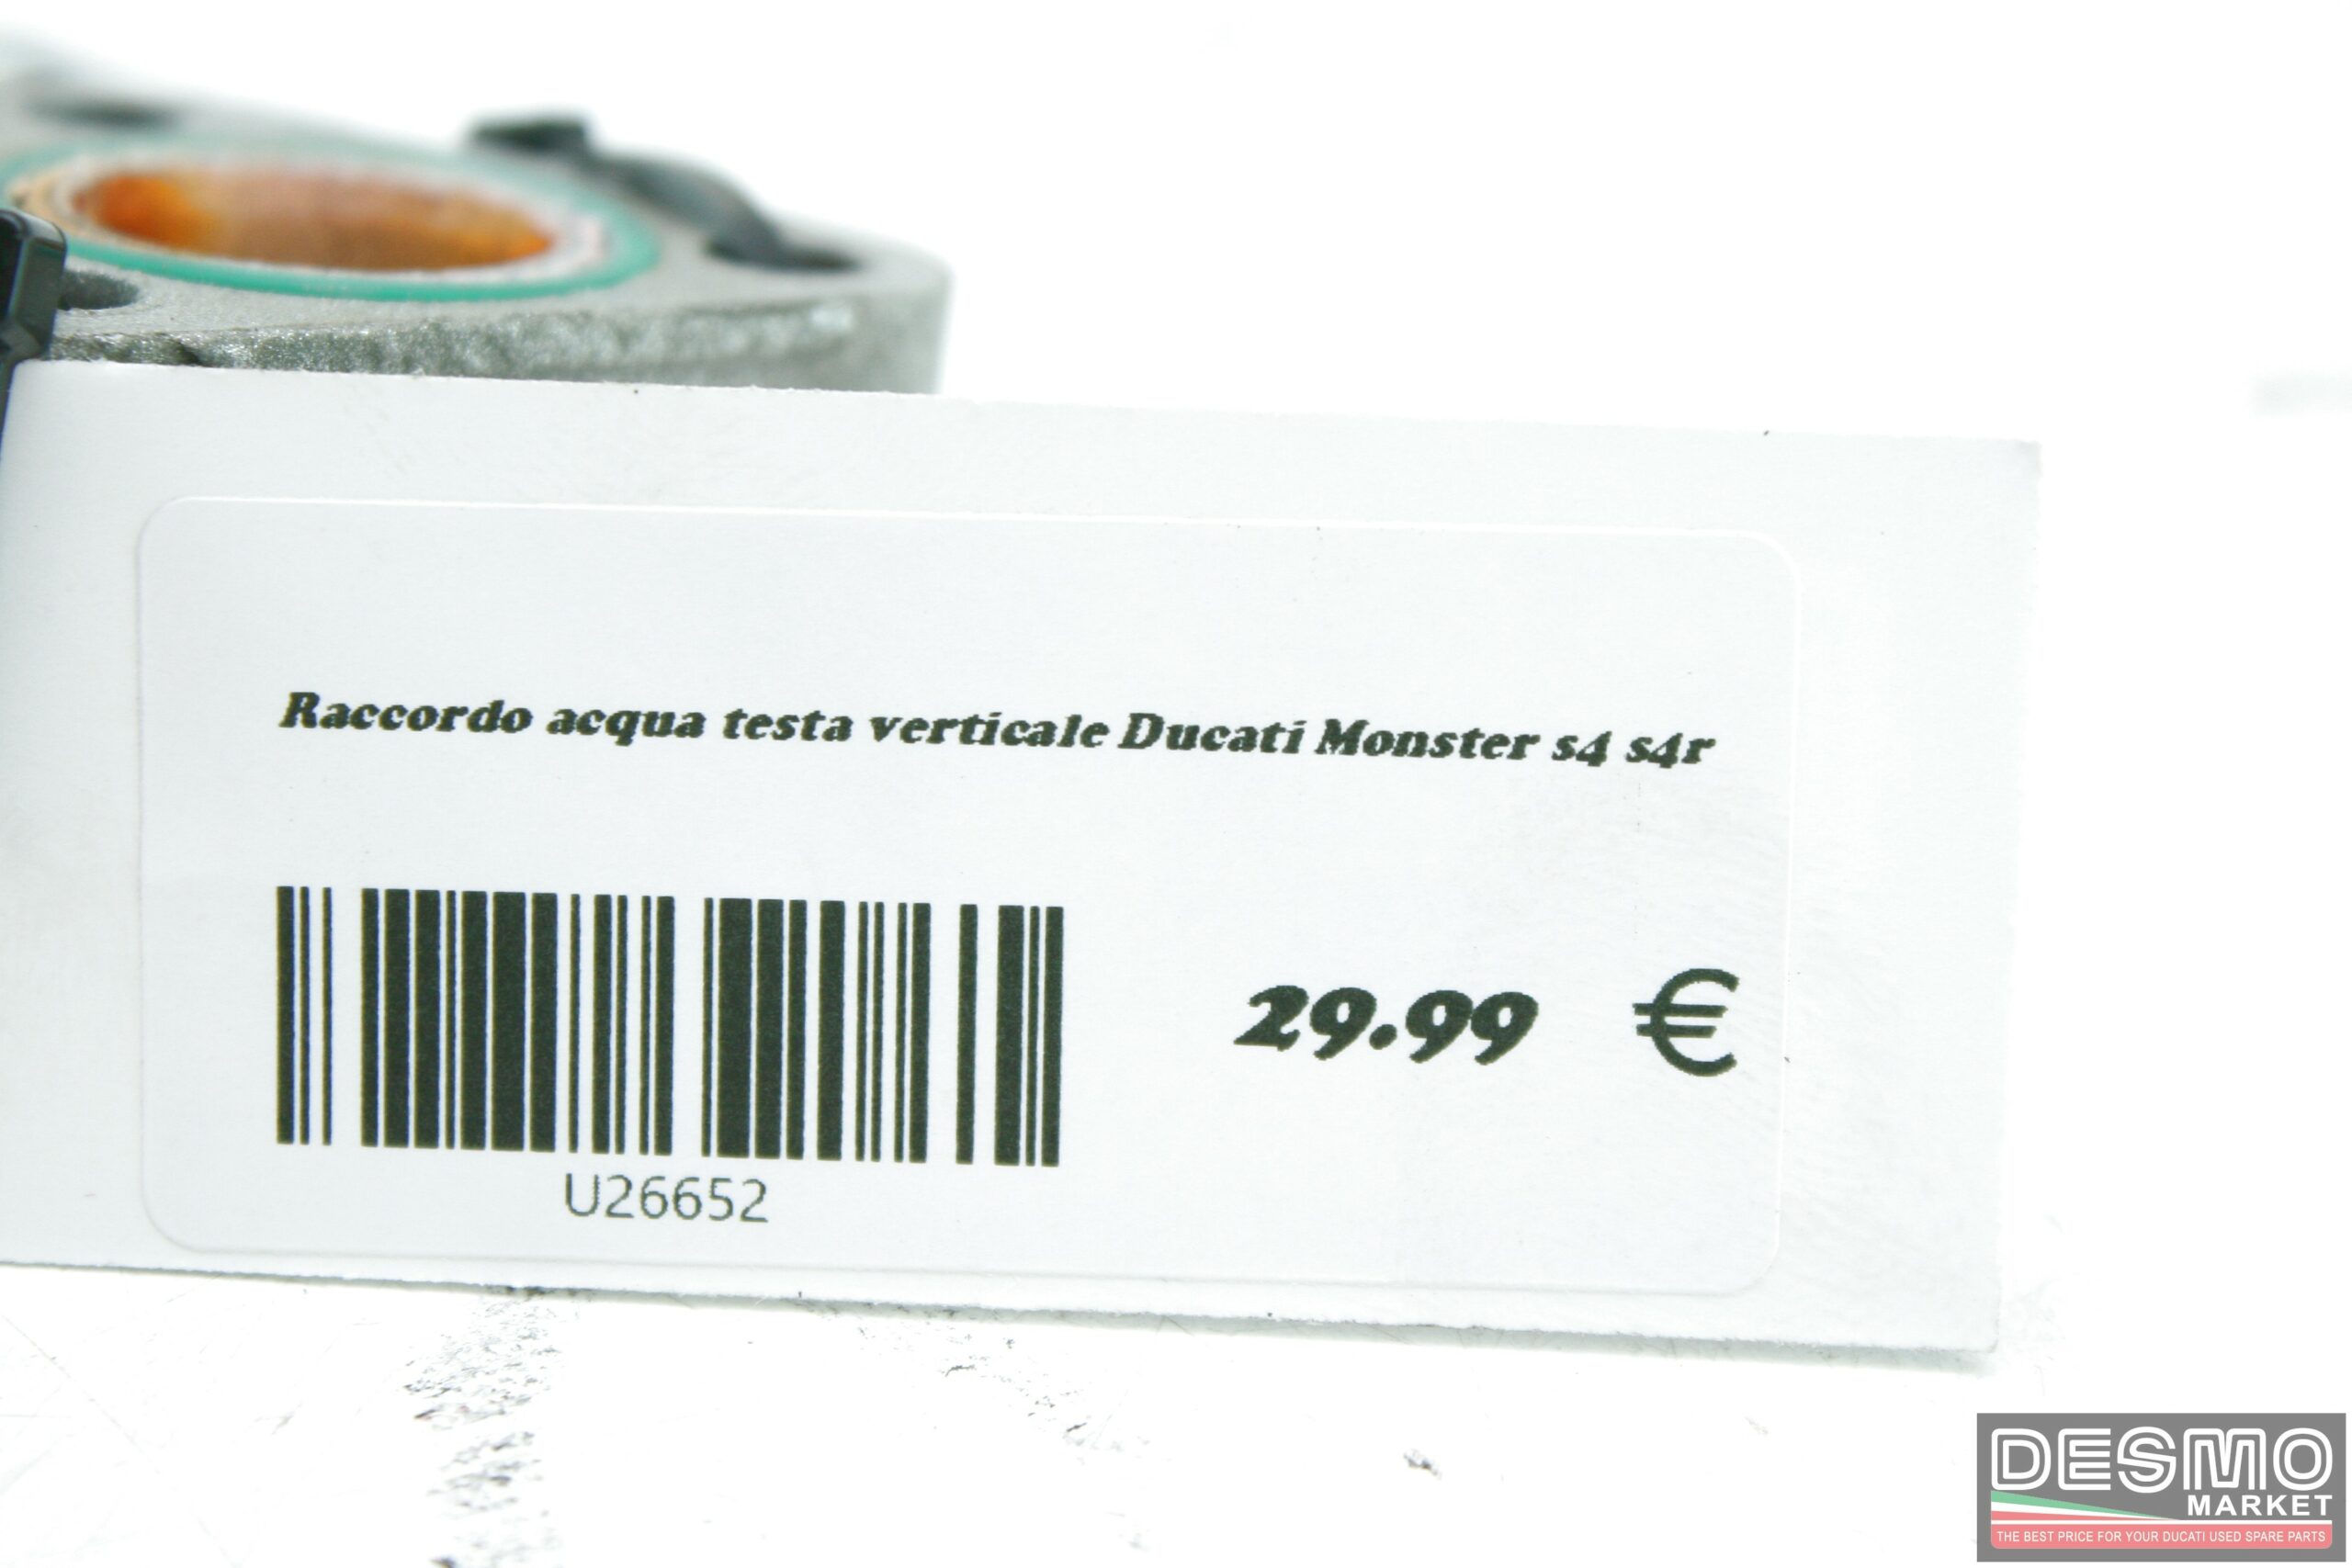 Raccordo acqua testa verticale Ducati Monster s4 s4r
29.99 €
U26652
DESMO
MARKET
THE BEST PRICE FOR YOUR DUCATI USED SPARE PARTS